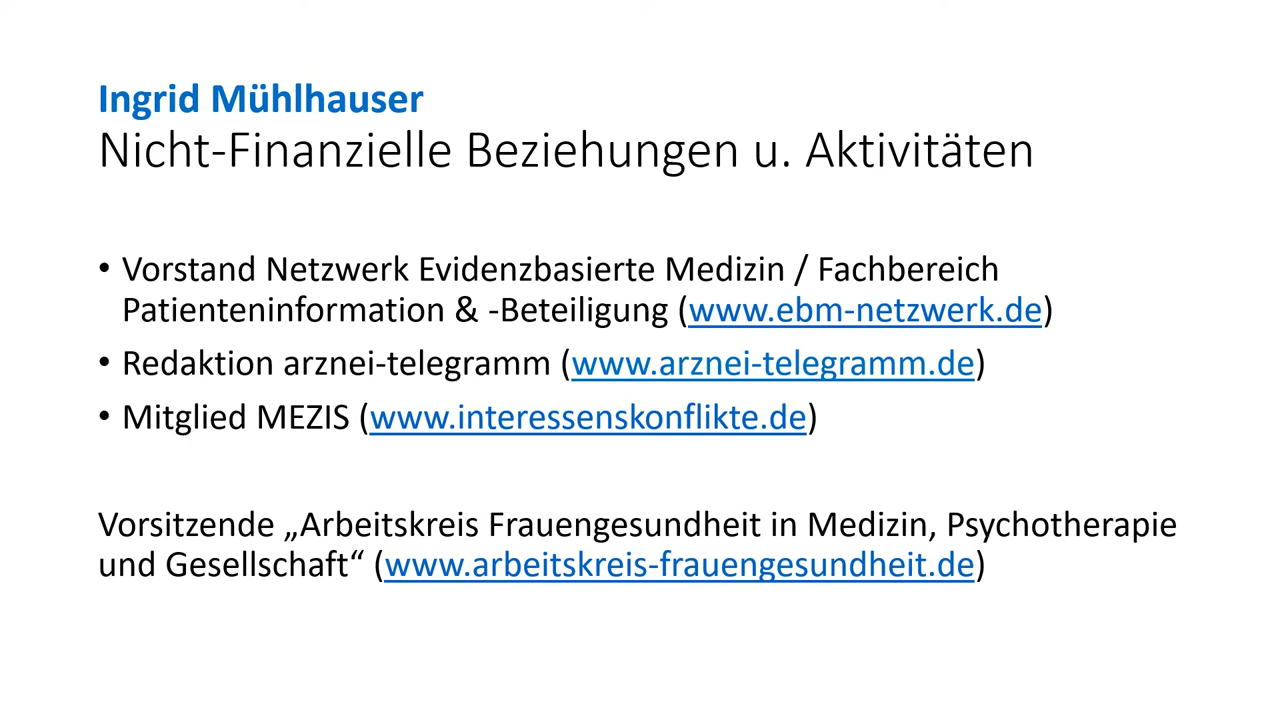 Ingrid Mühlhauser
Nicht-Finanzielle Beziehungen u. Aktivitäten
• Vorstand Netzwerk Evidenzbasierte Medizin / Fachbereich
Patienteninformation & -Beteiligung (www.ebm-netzwerk.de)
• Redaktion arznei-telegramm (www.arznei-telegramm.de)
• Mitglied MEZIS (www.interessenskonflikte.de)
Vorsitzende „Arbeitskreis Frauengesundheit in Medizin, Psychotherapie
und Gesellschaft“ (www.arbeitskreis-frauengesundheit.de)